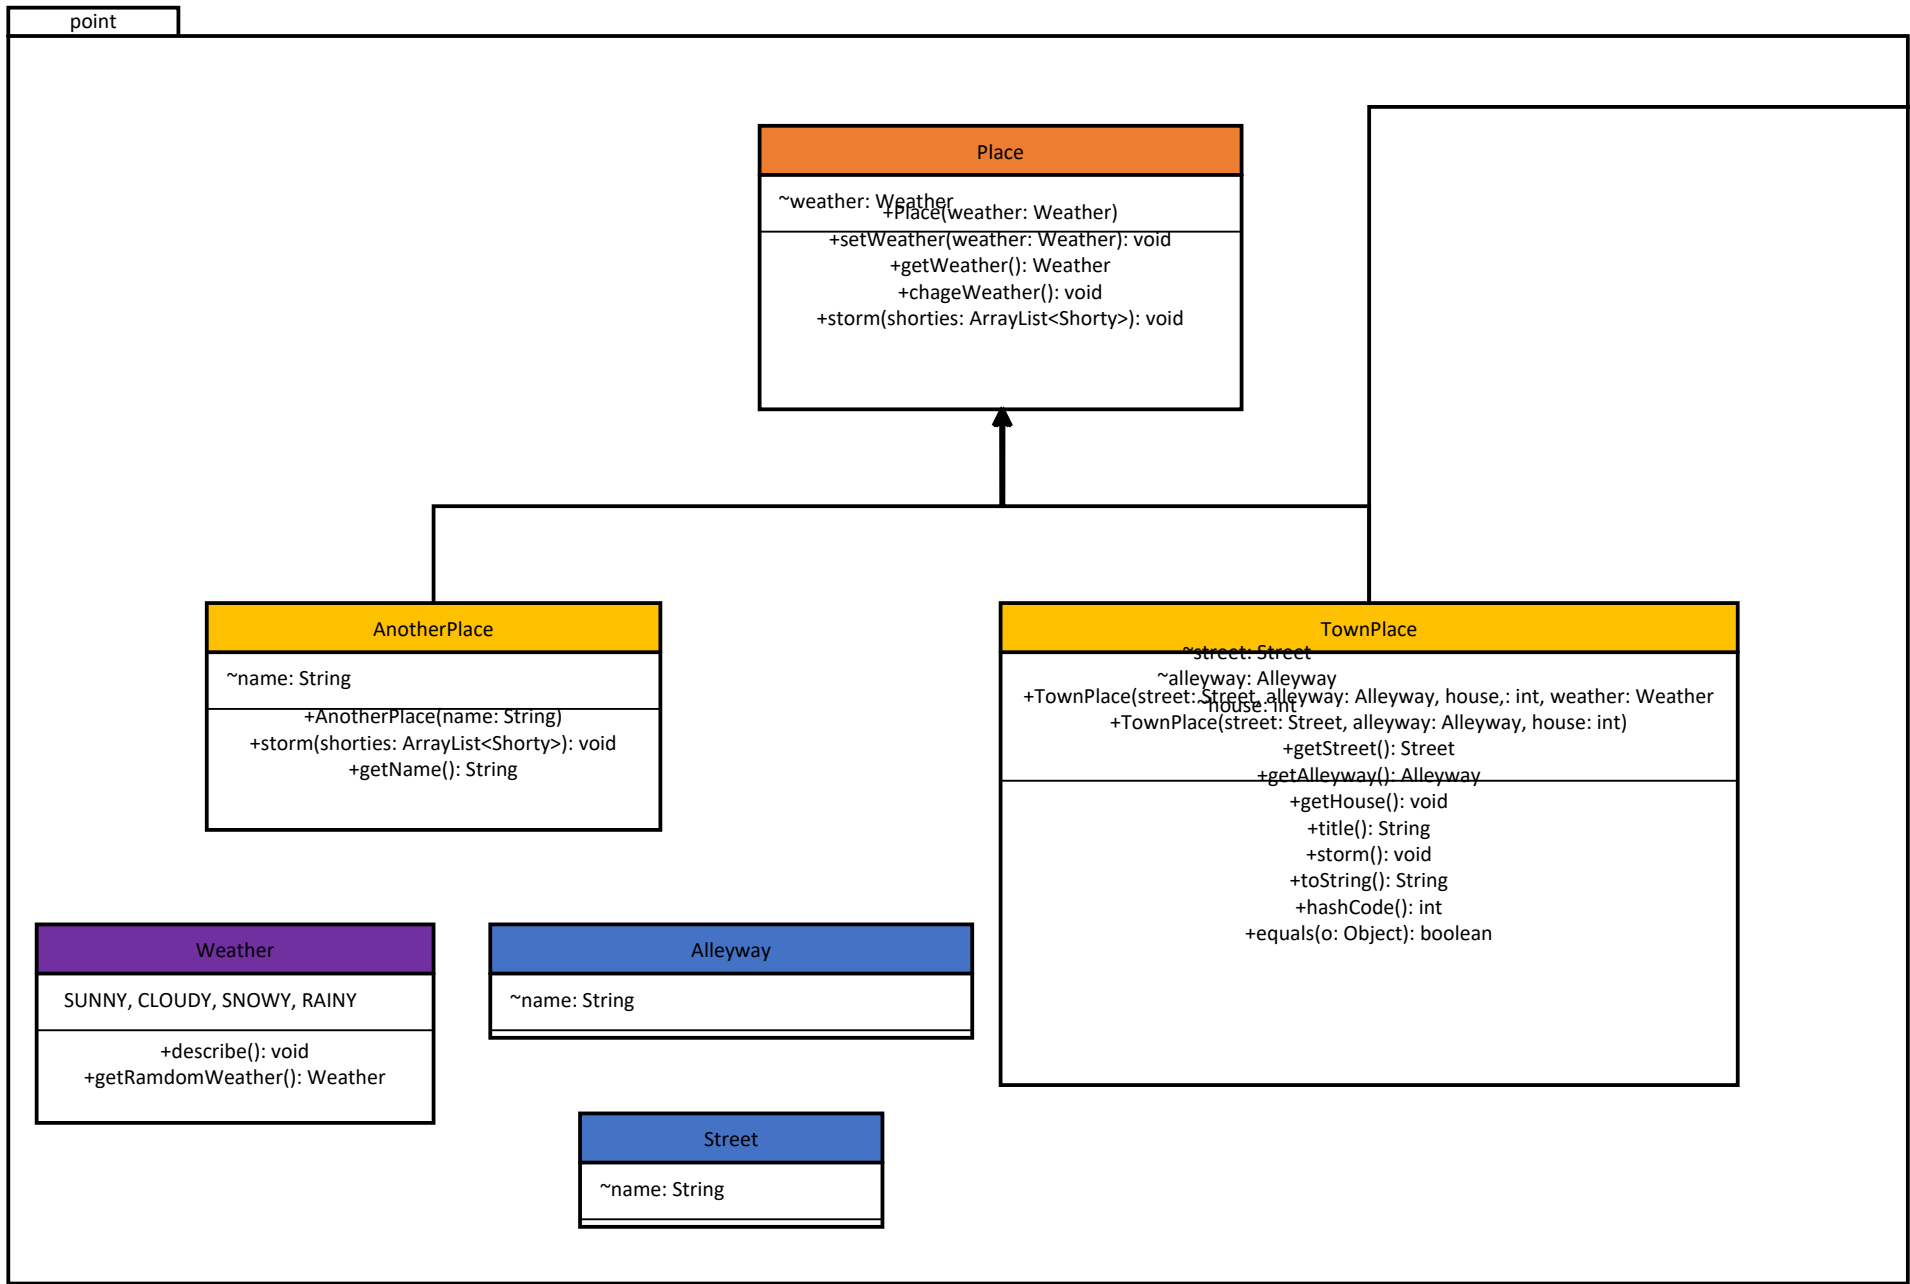 point
Place
~weather: Weather
+Place(weather: Weather)
+setWeather(weather: Weather): void
+getWeather(): Weather
+chageWeather(): void
+storm(shorties: ArrayList<Shorty>): void
AnotherPlace
~name: String
+AnotherPlace(name: String)
+storm(shorties: ArrayList<Shorty>): void
+getName(): String
TownPlace
~street: Street
~alleyway: Alleyway
~house: int
+TownPlace(street: Street, alleyway: Alleyway, house,: int, weather: Weather
+TownPlace(street: Street, alleyway: Alleyway, house: int)
+getStreet(): Street
+getAlleyway(): Alleyway
+getHouse(): void
+title(): String
+storm(): void
+toString(): String
+hashCode(): int
+equals(o: Object): boolean
Weather
SUNNY, CLOUDY, SNOWY, RAINY
+describe(): void
+getRamdomWeather(): Weather
Alleyway
~name: String
Street
~name: String